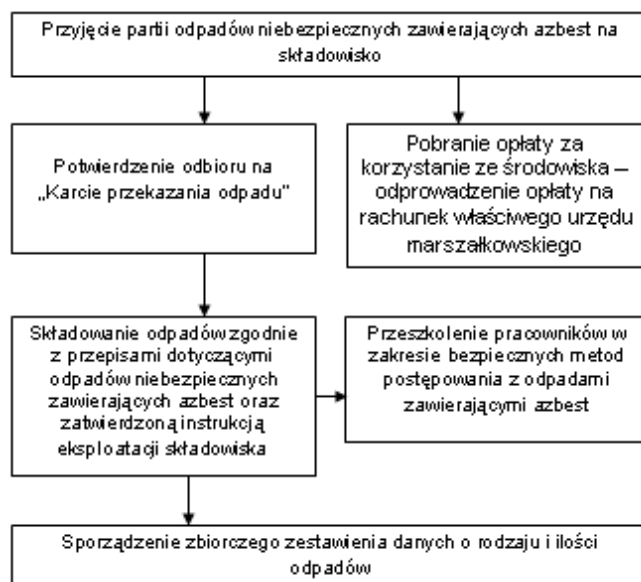 Przyjęcie partii odpadów niebezpiecznych zawierających azbest na
składowisko
Potwierdzenie odbioru na
„Karcie przekazania odpadu”
Pobranie opłaty za
korzystanie ze środowiska –
odprowadzenie opłaty na
rachunek właściwego urzędu
marszałkowskiego
Składowanie odpadów zgodnie
z przepisami dotyczącymi
odpadów niebezpiecznych
zawierających azbest oraz
zatwierdzoną instrukcją
eksploatacji składowiska
Przeszkolenie pracowników w
zakresie bezpiecznych metod
postępowania z odpadami
zawierającymi azbest
Sporządzenie zbiorczego zestawienia danych o rodzaju i ilości
odpadów